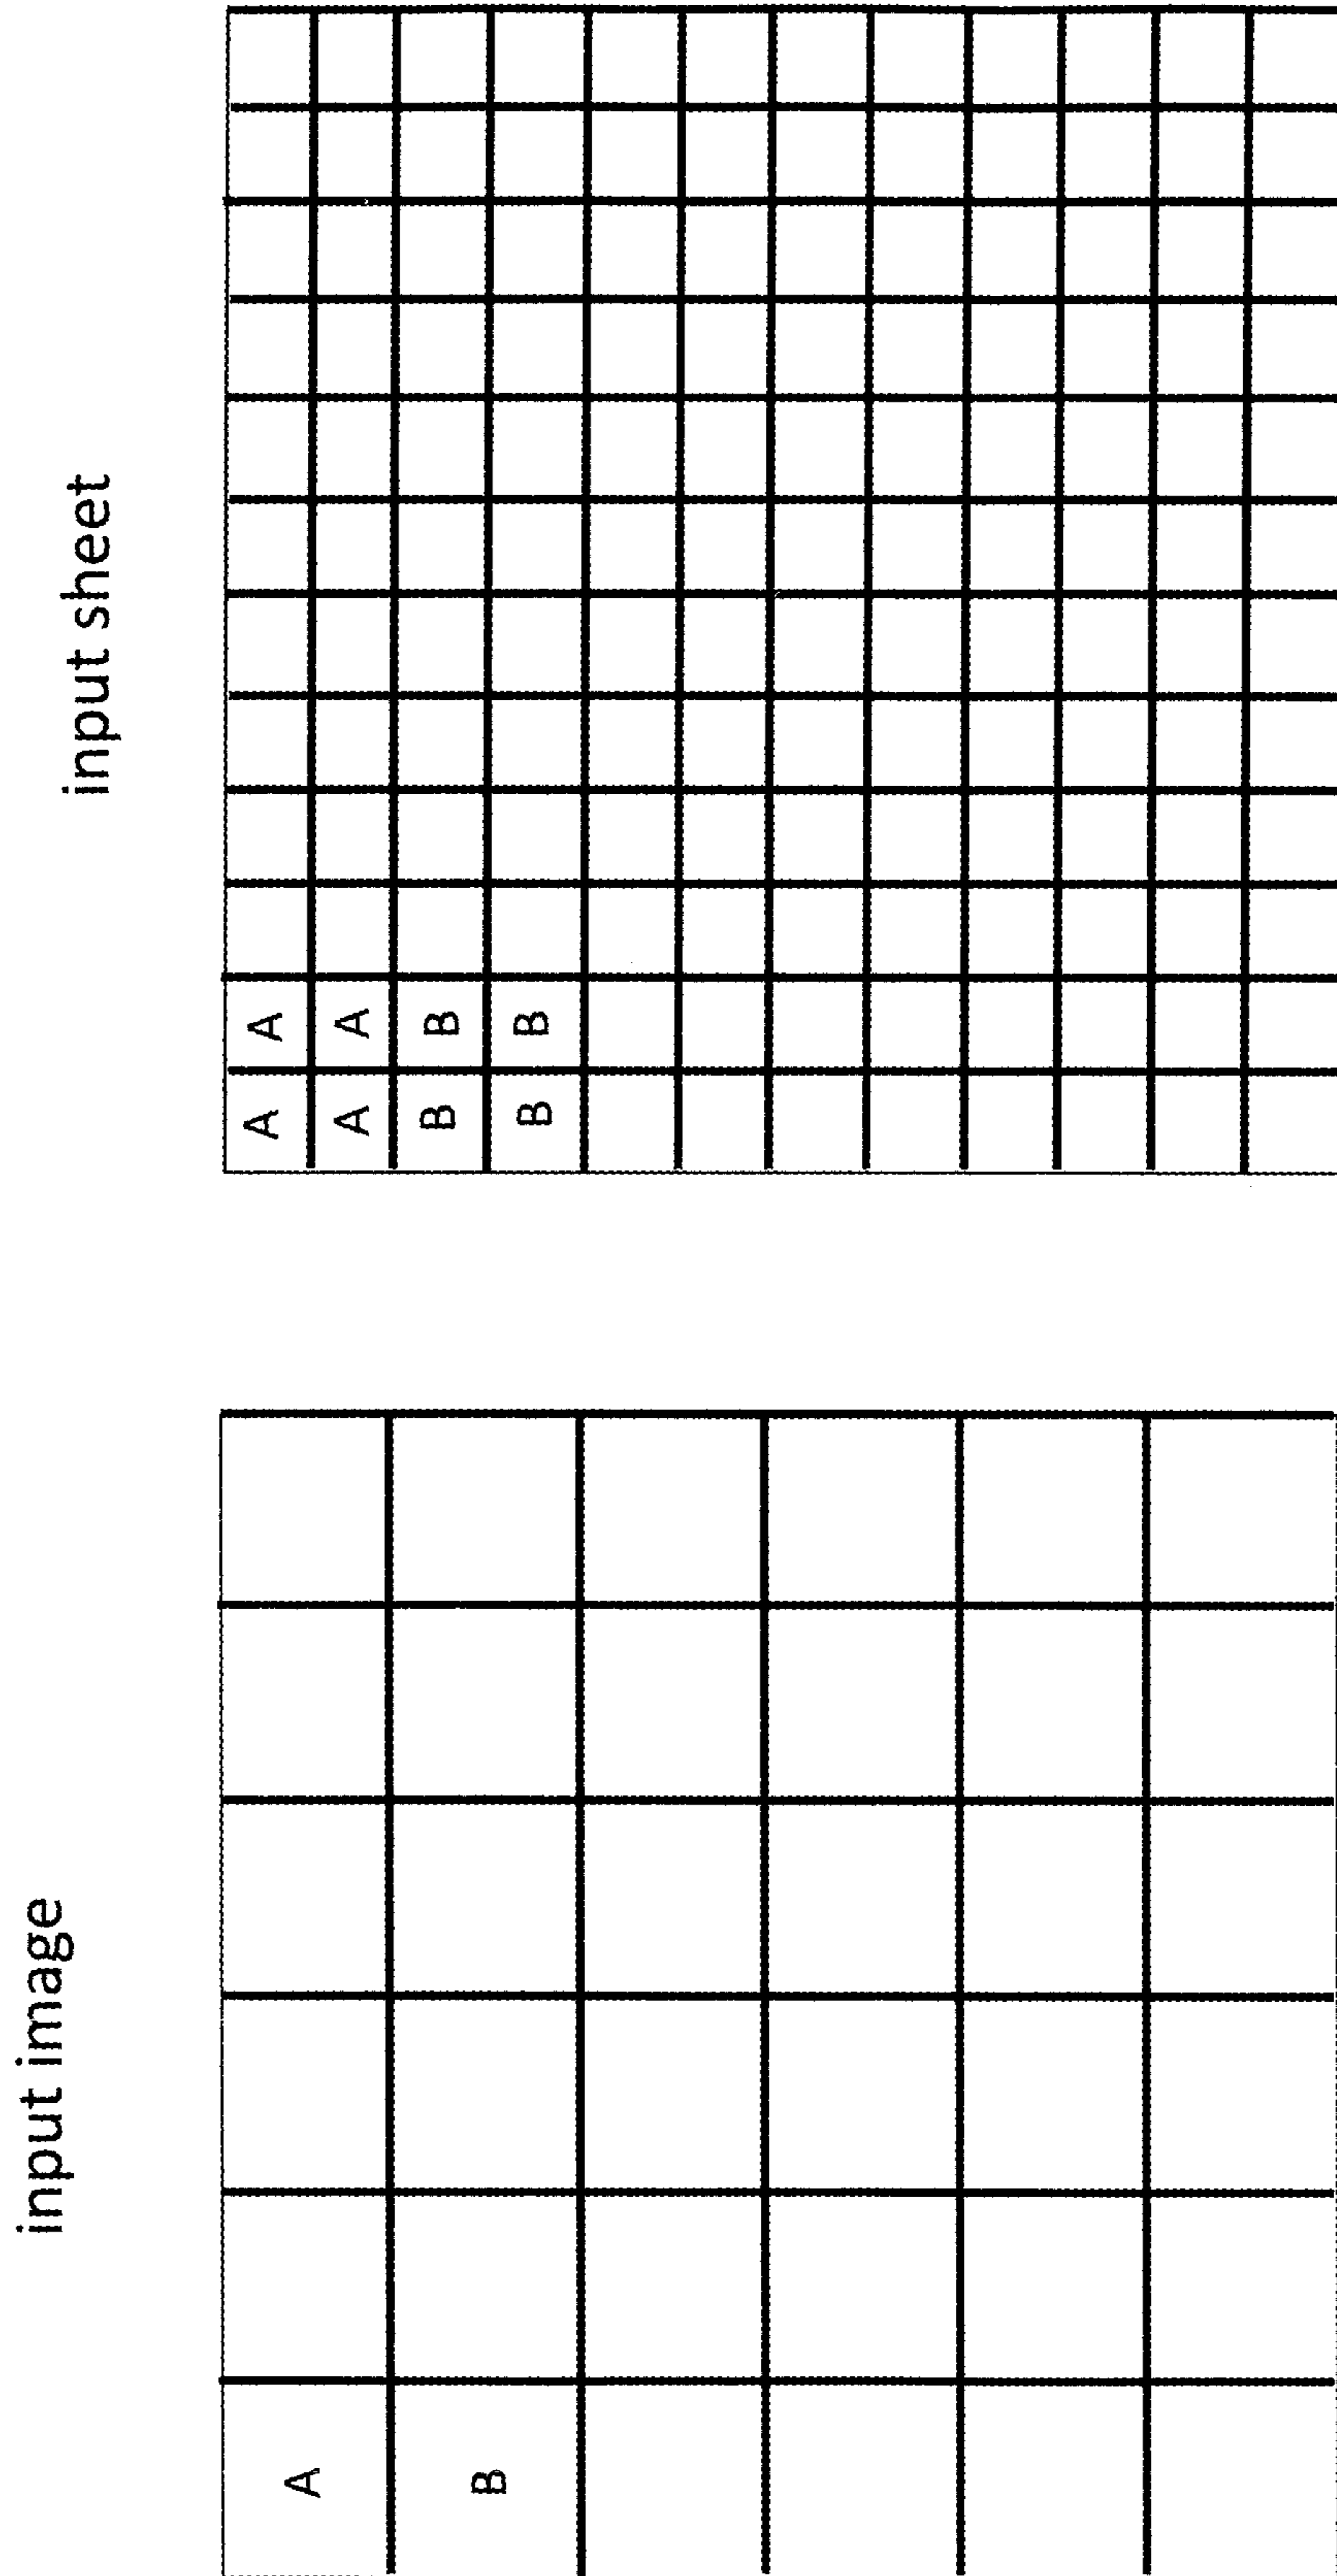 input image
A
B
input sheet
A A
A A
B B
B B